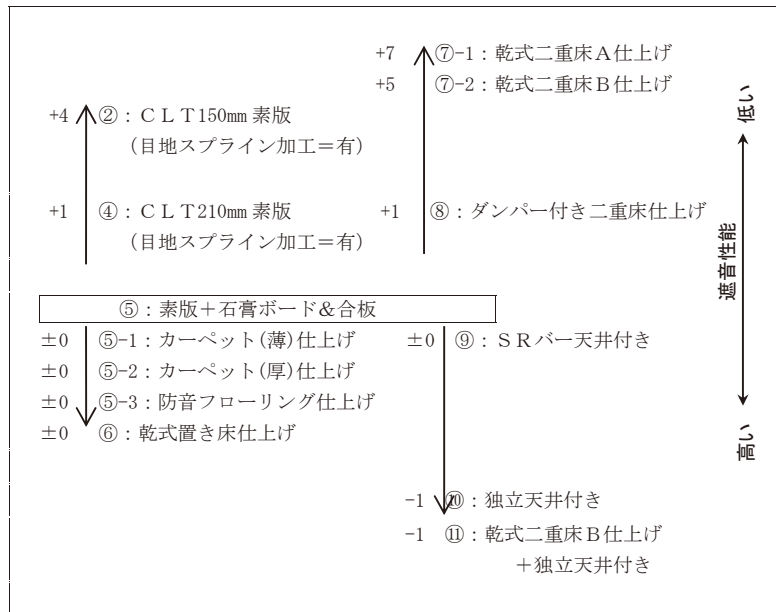 +7 ⑦-1：乾式二重床Ａ仕上げ
+5 ⑦-2：乾式二重床Ｂ仕上げ
+4 ②：ＣＬＴ150㎜素版
(目地スプライン加工＝有)
+1 ④：ＣＬＴ210㎜素版
(目地スプライン加工＝有)
+1 ⑧：ダンパー付き二重床仕上げ
⑤：素版＋石膏ボード＆合板
±0 ⑤-1：カーペット(薄)仕上げ
±0 ⑤-2：カーペット(厚)仕上げ
±0 ⑤-3：防音フローリング仕上げ
±0 ⑥：乾式置き床仕上げ
±0 ⑨：ＳＲバー天井付き
-1 ⑩：独立天井付き
-1 ⑪：乾式二重床Ｂ仕上げ
＋独立天井付き
低い
遮音性能
高い